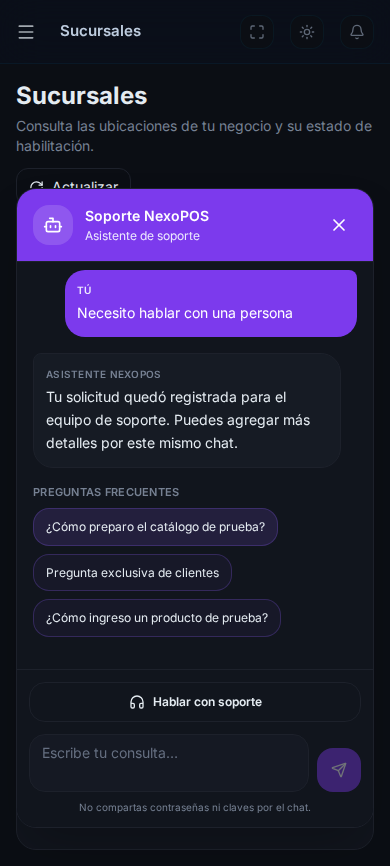 Sucursales
Sucursales
Consulta las ubicaciones de tu negocio y su estado de
habilitación.
Actualizar
Soporte NexoPOS
Asistente de soporte
TÚ
Necesito hablar con una persona
ASISTENTE NEXOPOS
Tu solicitud quedó registrada para el
equipo de soporte. Puedes agregar más
detalles por este mismo chat.
PREGUNTAS FRECUENTES
¿Cómo preparo el catálogo de prueba?
Pregunta exclusiva de clientes
¿Cómo ingreso un producto de prueba?
Hablar con soporte
Escribe tu consulta...
No compartas contraseñas ni claves por el chat.